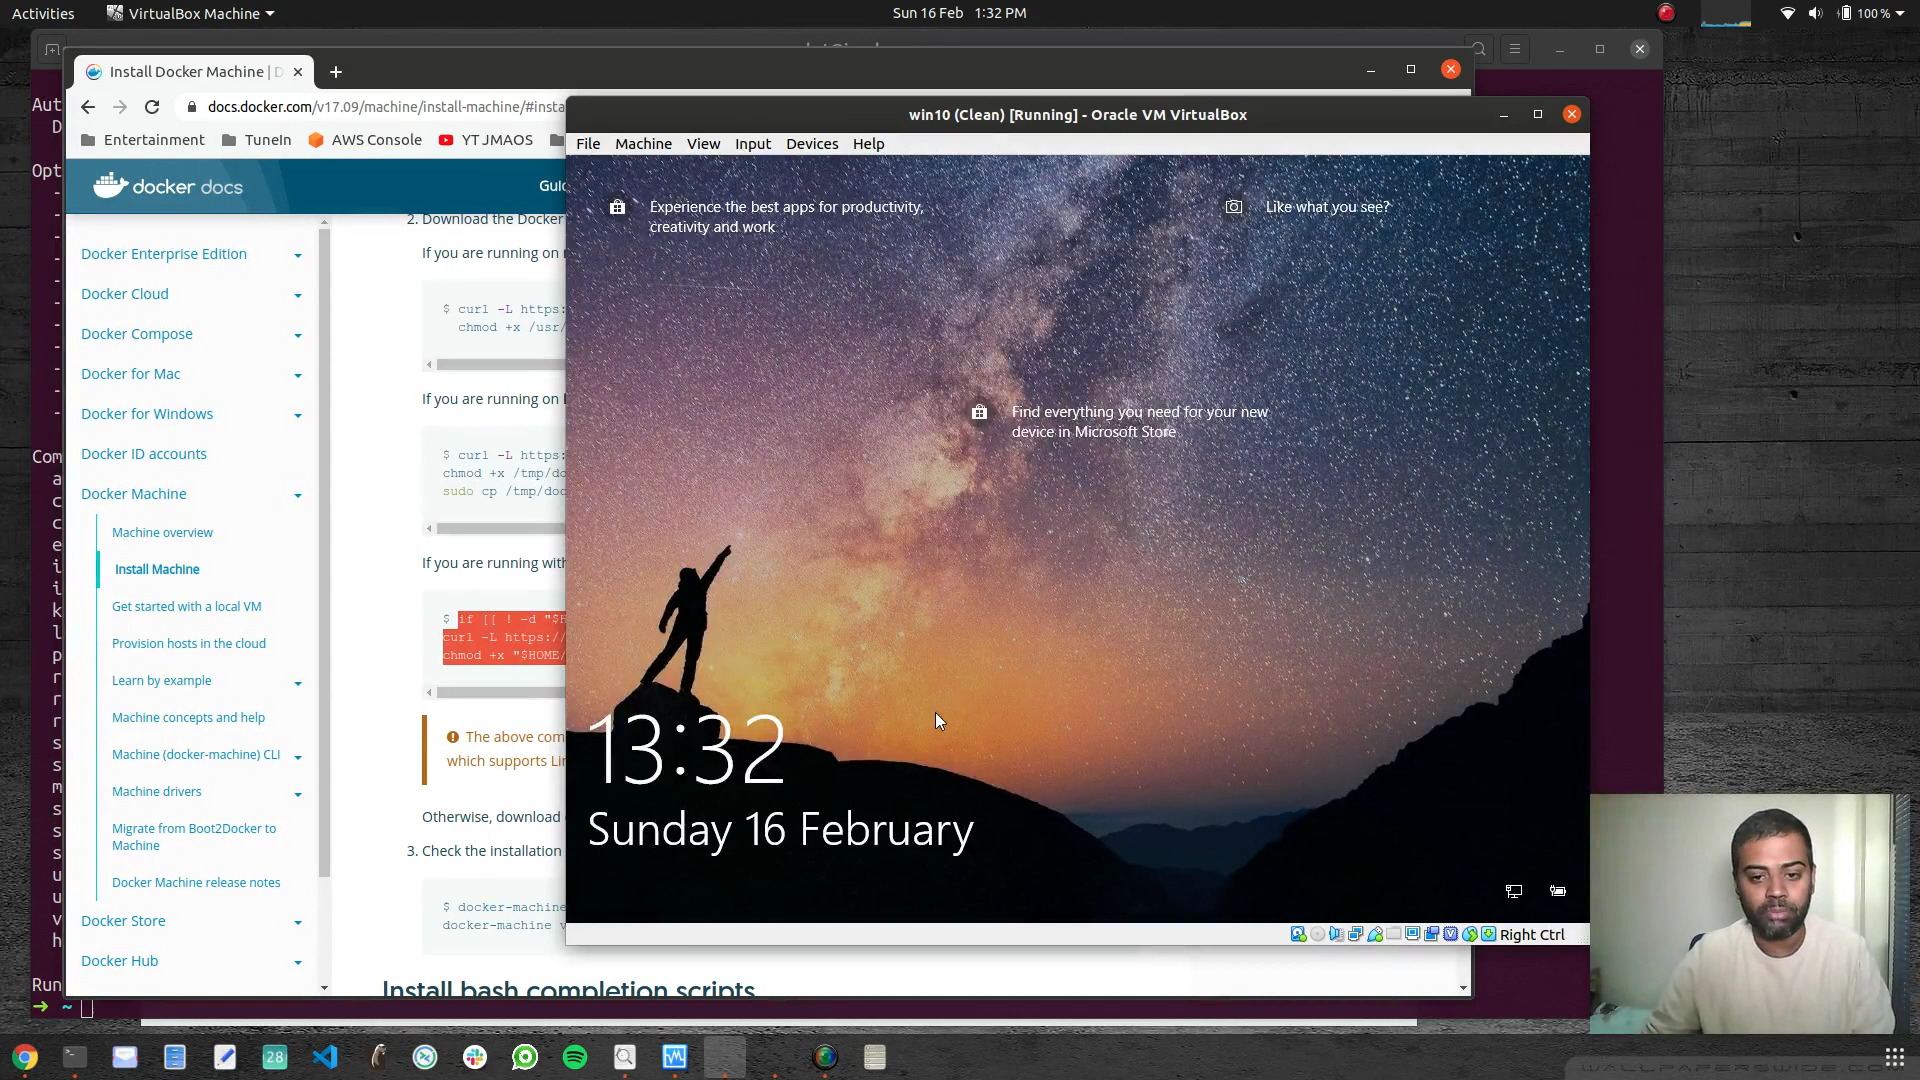 Activities
VirtualBox Machine
Sun 16 Feb 1:32 PM
100 %
Install Docker Machine | D
docs.docker.com/v17.09/machine/install-machine/#insta
Entertainment
TuneIn
AWS Console
YT JMAOS
docker docs
Docker Enterprise Edition
Docker Cloud
Docker Compose
Docker for Mac
Docker for Windows
Docker ID accounts
Docker Machine
Machine overview
Install Machine
Get started with a local VM
Provision hosts in the cloud
Learn by example
Machine concepts and help
Machine (docker-machine) CLI
Machine drivers
Migrate from Boot2Docker to
Machine
Docker Machine release notes
Docker Store
Docker Hub
2. Download the Docker
If you are running on
$ curl -L https:
chmod +x /usr/
If you are running on
$ curl -L https:
chmod +x /tmp/do
sudo cp /tmp/doc
If you are running wit
$ if [[ ! -d "$H
curl -L https://
chmod +x "$HOME/
The above com
which supports Li
Otherwise, download
3. Check the installation
$ docker-machine
docker-machine v
Install bash completion scripts
win10 (Clean) [Running] - Oracle VM VirtualBox
File Machine View Input Devices Help
Experience the best apps for productivity,
creativity and work
Like what you see?
Find everything you need for your new
device in Microsoft Store
13:32
Sunday 16 February
Right Ctrl
Aut
D
Opt
Com
Run
→ ~
28
WALLPAPERSWIDE.COM